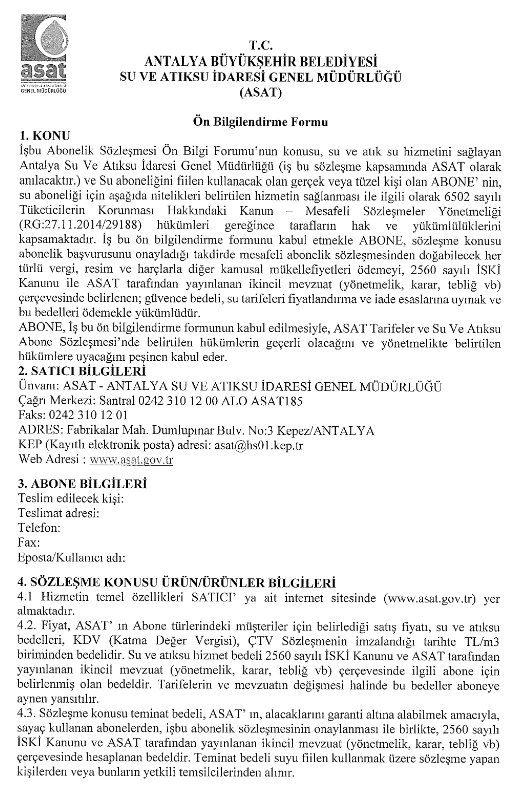 asat
GENEL MÜDÜRLÜĞÜ
T.C.
ANTALYA BÜYÜKŞEHİR BELEDİYESİ
SU VE ATIKSU İDARESİ GENEL MÜDÜRLÜĞÜ
(ASAT)
Ön Bilgilendirme Formu
1. KONU
İşbu Abonelik Sözleşmesi Ön Bilgi Forumu'nun konusu, su ve atık su hizmetini sağlayan
Antalya Su Ve Atıksu İdaresi Genel Müdürlüğü (iş bu sözleşme kapsamında ASAT olarak
anılacaktır.) ve Su aboneliğini fiilen kullanacak olan gerçek veya tüzel kişi olan ABONE' nin,
su aboneliği için aşağıda nitelikleri belirtilen hizmetin sağlanması ile ilgili olarak 6502 sayılı
Tüketicilerin Korunması Hakkındaki Kanun – Mesafeli Sözleşmeler Yönetmeliği
(RG:27.11.2014/29188) hükümleri gereğince tarafların hak ve yükümlülüklerini
kapsamaktadır. İş bu ön bilgilendirme formunu kabul etmekle ABONE, sözleşme konusu
abonelik başvurusunu onayladığı takdirde mesafeli abonelik sözleşmesinden doğabilecek her
türlü vergi, resim ve harçlarla diğer kamusal mükellefiyetleri ödemeyi, 2560 sayılı İSKİ
Kanunu ile ASAT tarafından yayınlanan ikincil mevzuat (yönetmelik, karar, tebliğ vb)
çerçevesinde belirlenen; güvence bedeli, su tarifeleri fiyatlandırma ve iade esaslarına uymak ve
bu bedelleri ödemekle yükümlüdür.
ABONE, İş bu ön bilgilendirme formunun kabul edilmesiyle, ASAT Tarifeler ve Su Ve Atıksu
Abone Sözleşmesi'nde belirtilen hükümlerin geçerli olacağını ve yönetmelikte belirtilen
hükümlere uyacağını peşinen kabul eder.
2. SATICI BİLGİLERİ
Ünvanı: ASAT - ANTALYA SU VE ATIKSU İDARESİ GENEL MÜDÜRLÜĞÜ
Çağrı Merkezi: Santral 0242 310 12 00 ALO ASAT185
Faks: 0242 310 12 01
ADRES: Fabrikalar Mah. Dumlupınar Bulv. No:3 Kepez/ANTALYA
KEP (Kayıtlı elektronik posta) adresi: asat@hs01.kep.tr
Web Adresi : www.asat.gov.tr
3. ABONE BİLGİLERİ
Teslim edilecek kişi:
Teslimat adresi:
Telefon:
Fax:
Eposta/Kullanıcı adı:
4. SÖZLEŞME KONUSU ÜRÜN/ÜRÜNLER BİLGİLERİ
4.1 Hizmetin temel özellikleri SATICI' ya ait internet sitesinde (www.asat.gov.tr) yer
almaktadır.
4.2. Fiyat, ASAT' ın Abone türlerindeki müşteriler için belirlediği satış fiyatı, su ve atıksu
bedelleri, KDV (Katma Değer Vergisi), ÇTV Sözleşmenin imzalandığı tarihte TL/m3
biriminden bedelidir. Su ve atıksu hizmet bedeli 2560 sayılı İSKİ Kanunu ve ASAT tarafından
yayınlanan ikincil mevzuat (yönetmelik, karar, tebliğ vb) çerçevesinde ilgili abone için
belirlenmiş olan bedeldir. Tarifelerin ve mevzuatın değişmesi halinde bu bedeller aboneye
aynen yansıtılır.
4.3. Sözleşme konusu teminat bedeli, ASAT' ın, alacaklarını garanti altına alabilmek amacıyla,
sayaç kullanan abonelerden, işbu abonelik sözleşmesinin onaylanması ile birlikte, 2560 sayılı
İSKİ Kanunu ve ASAT tarafından yayınlanan ikincil mevzuat (yönetmelik, karar, tebliğ vb)
çerçevesinde hesaplanan bedeldir. Teminat bedeli suyu fiilen kullanmak üzere sözleşme yapan
kişilerden veya bunların yetkili temsilcilerinden alınır.